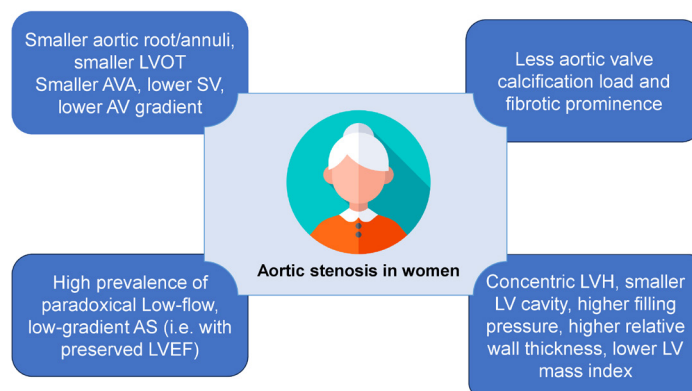 Smaller aortic root/annuli,
smaller LVOT
Smaller AVA, lower SV,
lower AV gradient
Less aortic valve
calcification load and
fibrotic prominence
Aortic stenosis in women
High prevalence of
paradoxical Low-flow,
low-gradient AS (i.e. with
preserved LVEF)
Concentric LVH, smaller
LV cavity, higher filling
pressure, higher relative
wall thickness, lower LV
mass index